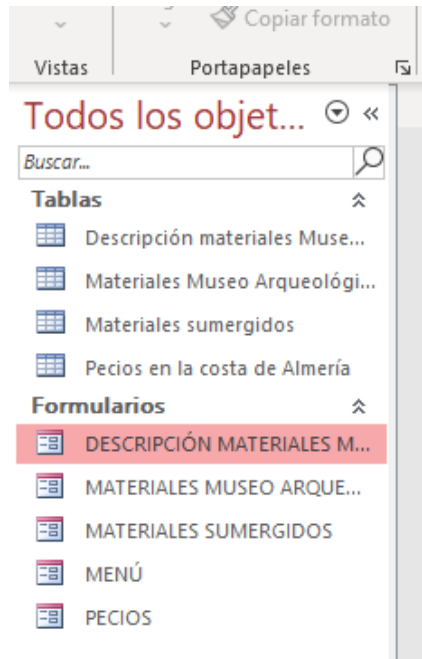 Copiar formato
Vistas
Portapapeles
Todos los objet...
Buscar...
Tablas
Descripción materiales Muse...
Materiales Museo Arqueológi...
Materiales sumergidos
Pecios en la costa de Almería
Formularios
DESCRIPCIÓN MATERIALES M...
MATERIALES MUSEO ARQUE...
MATERIALES SUMERGIDOS
MENÚ
PECIOS